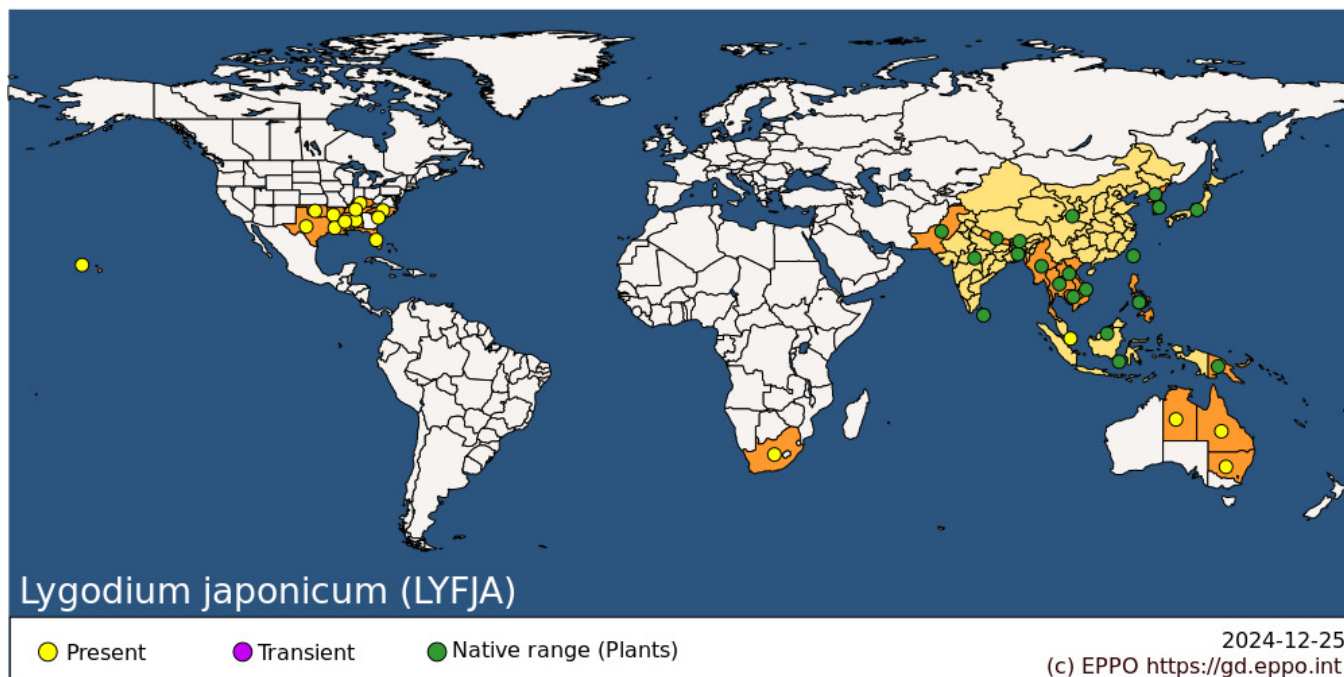 Lygodium japonicum (LYFJA)
Present
Transient
Native range (Plants)
2024-12-25
(c) EPPO https://gd.eppo.int